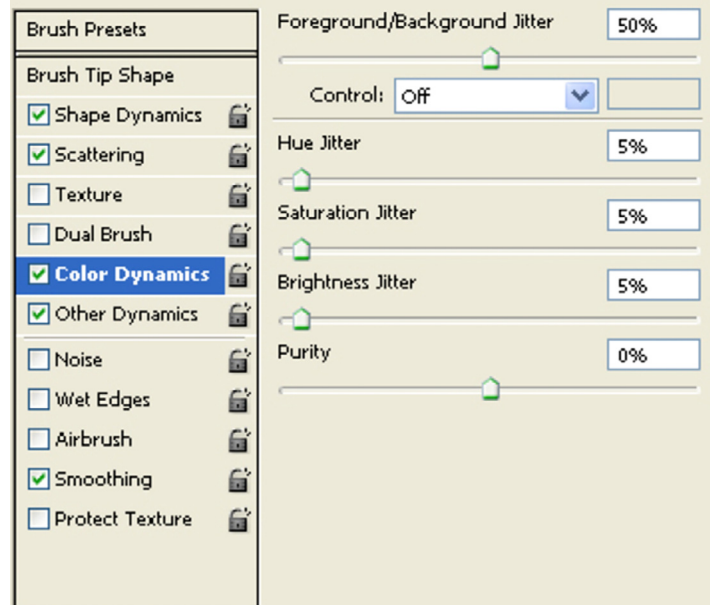 Brush Presets
Brush Tip Shape
Shape Dynamics
Scattering
Texture
Dual Brush
Color Dynamics
Other Dynamics
Noise
Wet Edges
Airbrush
Smoothing
Protect Texture
Foreground/Background Jitter 50%
Control: Off
Hue Jitter 5%
Saturation Jitter 5%
Brightness Jitter 5%
Purity 0%